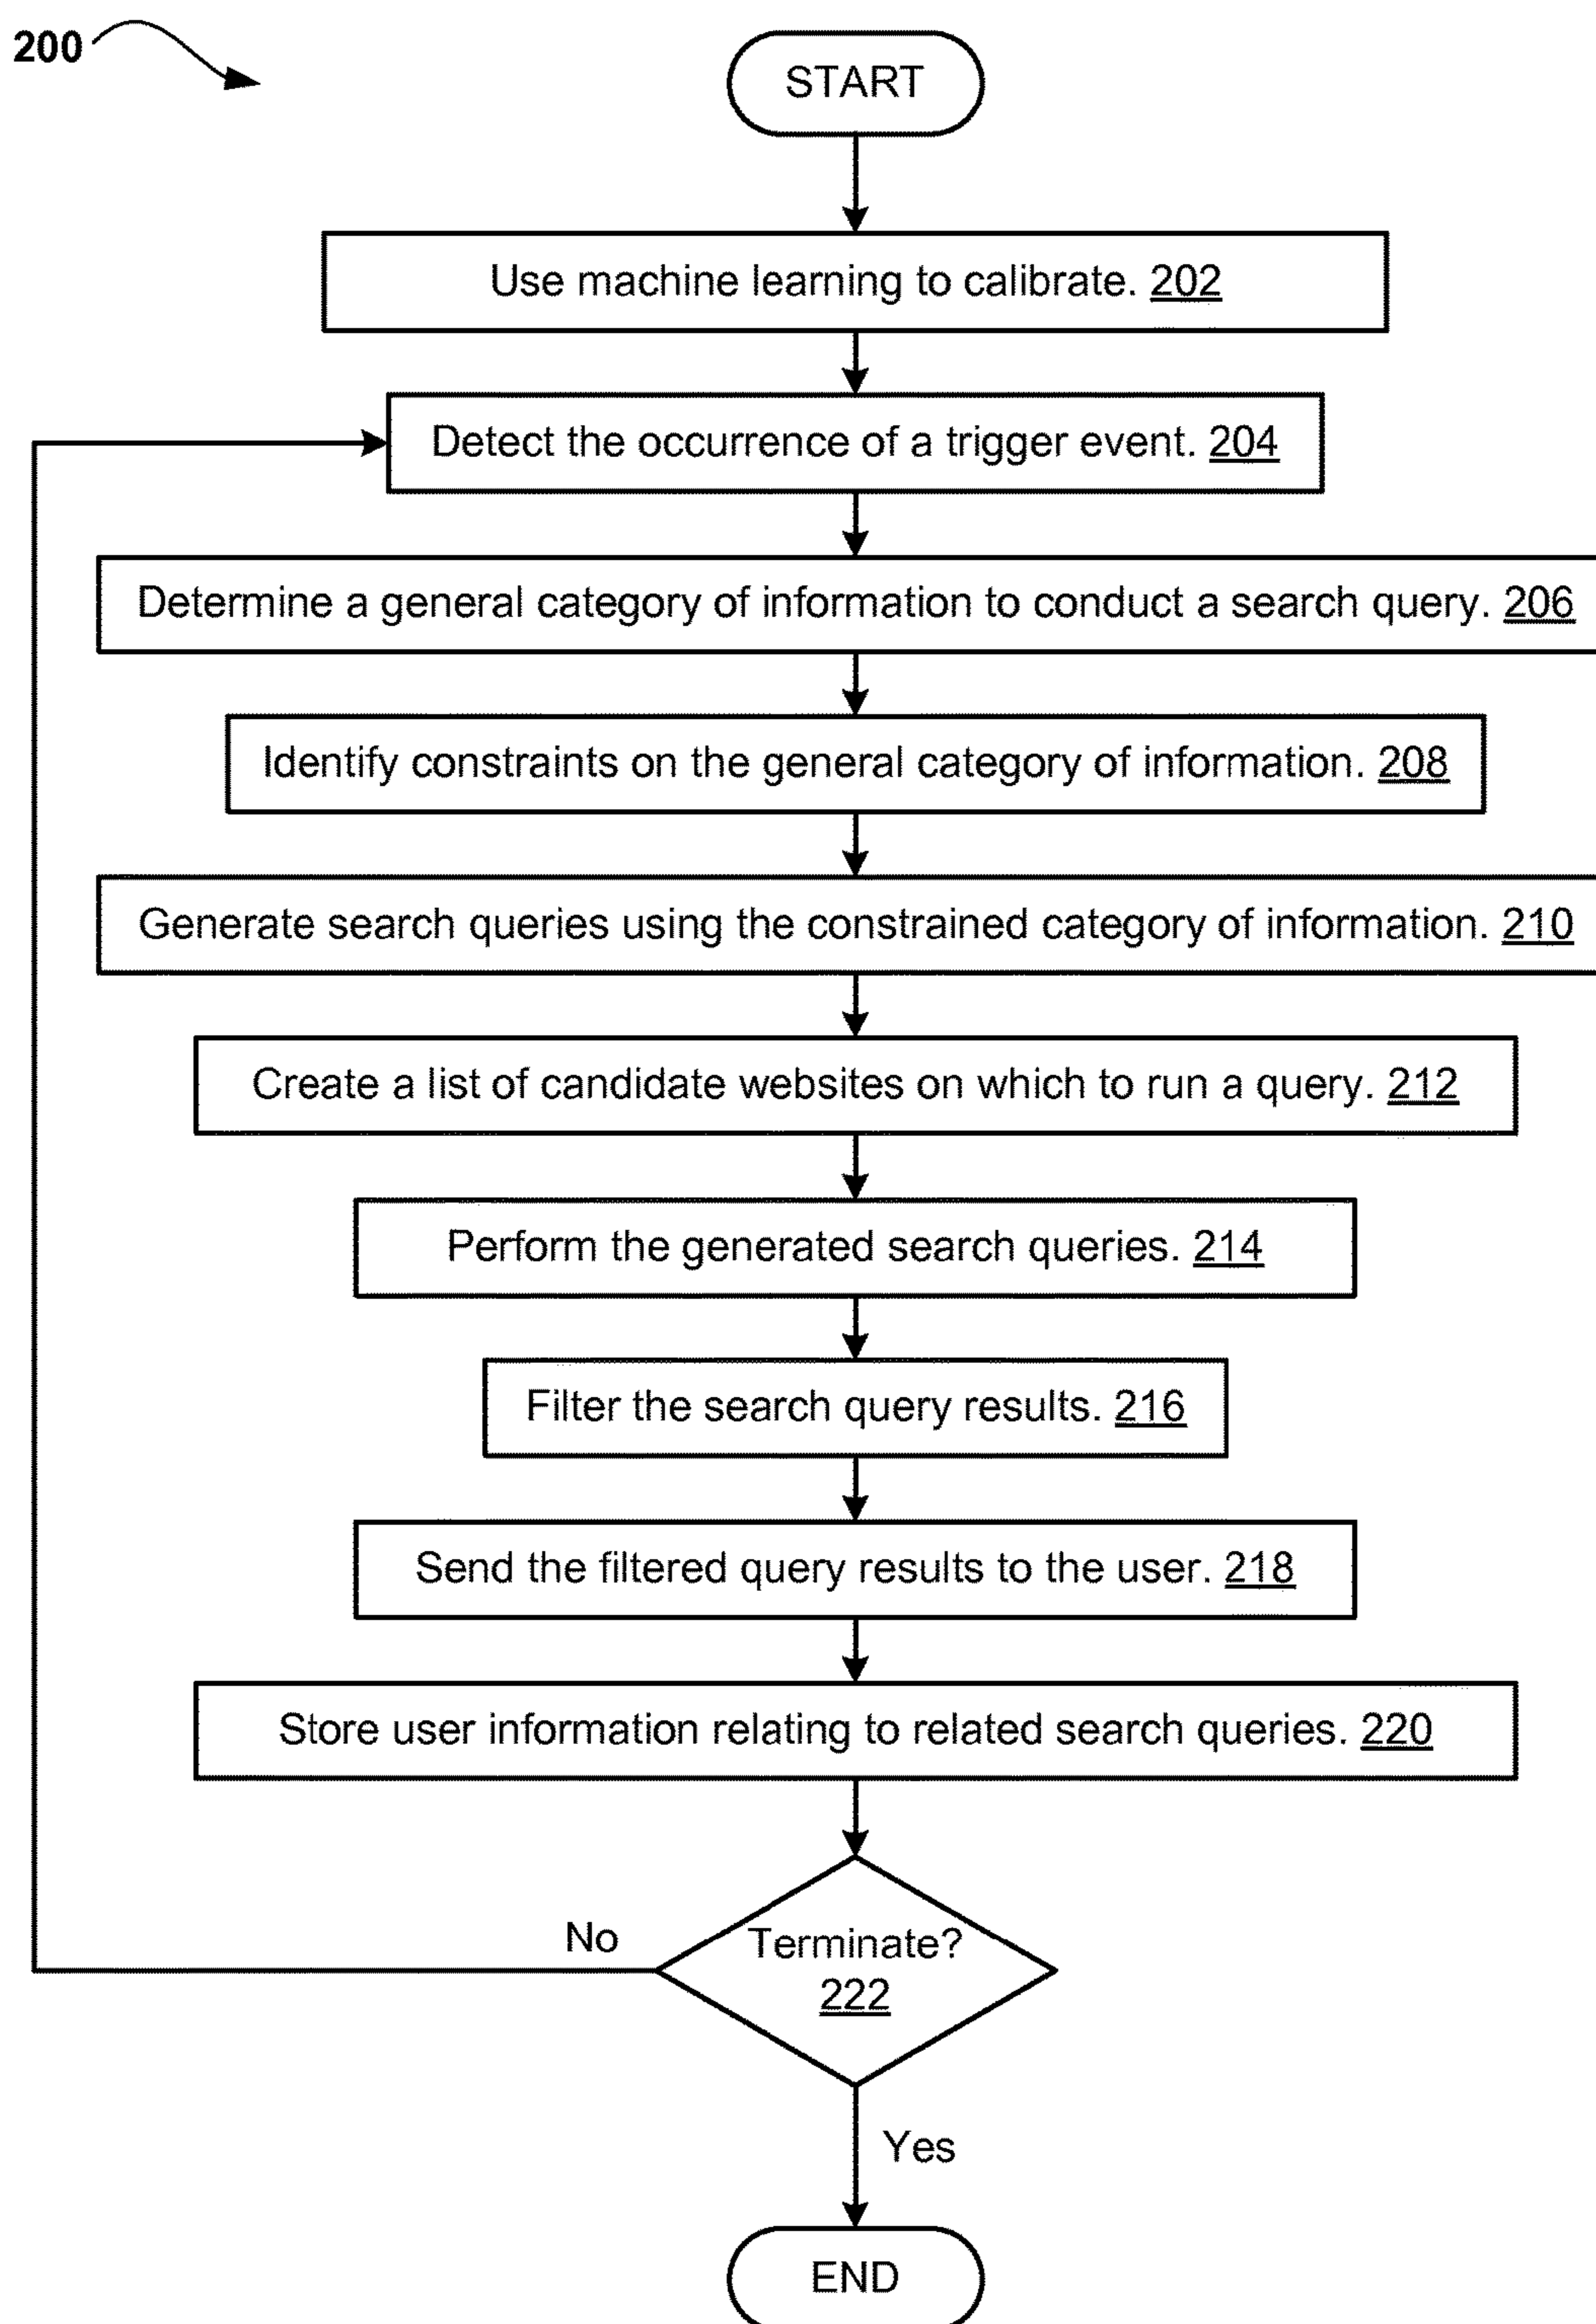 200
START
Use machine learning to calibrate. 202
Detect the occurrence of a trigger event. 204
Determine a general category of information to conduct a search query. 206
Identify constraints on the general category of information. 208
Generate search queries using the constrained category of information. 210
Create a list of candidate websites on which to run a query. 212
Perform the generated search queries. 214
Filter the search query results. 216
Send the filtered query results to the user. 218
Store user information relating to related search queries. 220
No
Terminate?
222
Yes
END